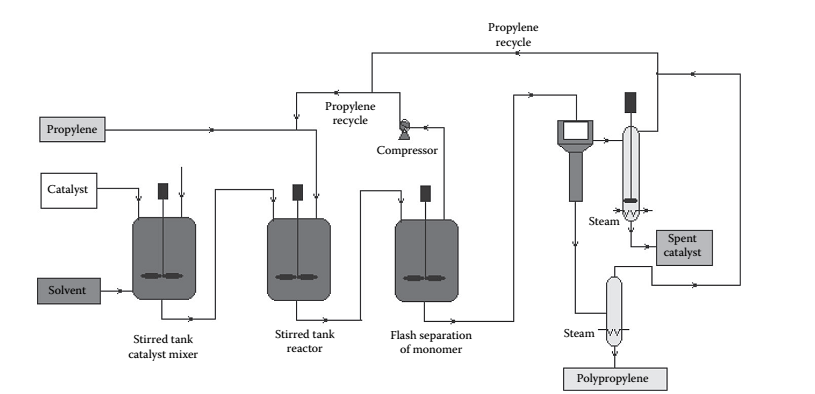 Propylene
recycle
Propylene
recycle
Propylene
Compressor
Catalyst
Steam
Spent
catalyst
Solvent
Stirred tank
catalyst mixer
Stirred tank
reactor
Flash separation
of monomer
Steam
Polypropylene